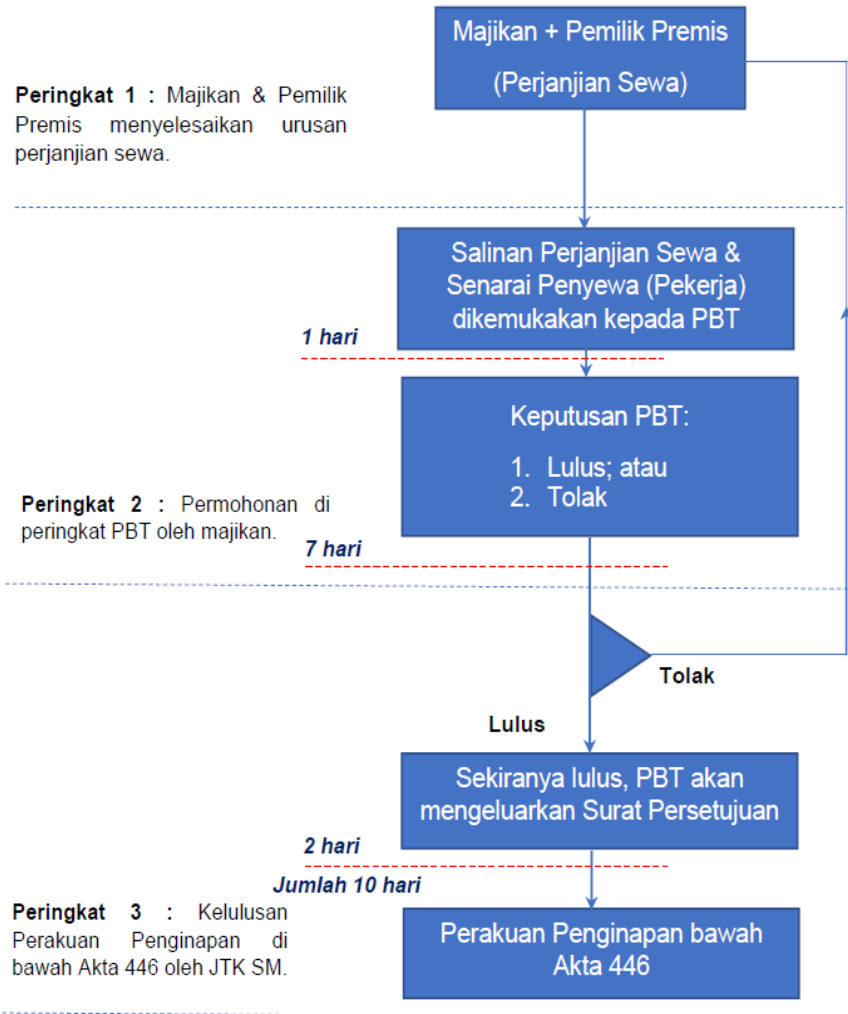 Majikan + Pemilik Premis
(Perjanjian Sewa)
Peringkat 1 : Majikan & Pemilik
Premis menyelesaikan urusan
perjanjian sewa.
Salinan Perjanjian Sewa &
Senarai Penyewa (Pekerja)
dikemukakan kepada PBT
1 hari
Keputusan PBT:
1. Lulus; atau
2. Tolak
Peringkat 2 : Permohonan di
peringkat PBT oleh majikan.
7 hari
Tolak
Lulus
Sekiranya lulus, PBT akan
mengeluarkan Surat Persetujuan
2 hari
Jumlah 10 hari
Peringkat 3 : Kelulusan
Perakuan Penginapan di
bawah Akta 446 oleh JTK SM.
Perakuan Penginapan bawah
Akta 446